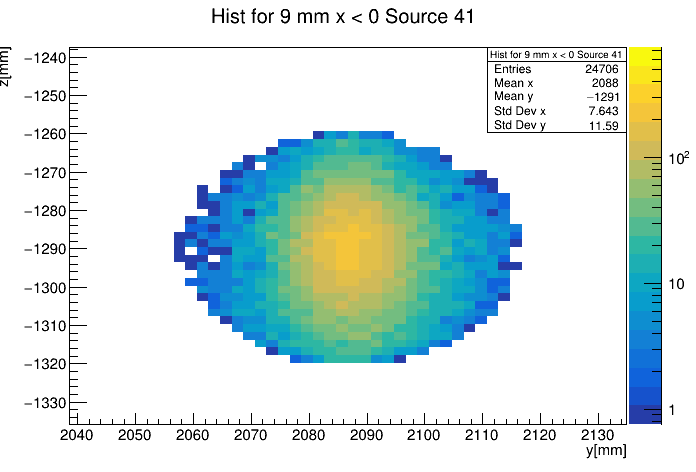 Hist for 9 mm x < 0 Source 41
z[mm]
−1240
−1250
−1260
−1270
−1280
−1290
−1300
−1310
−1320
−1330
Hist for 9 mm x < 0 Source 41
Entries 24706
Mean x 2088
Mean y −1291
Std Dev x 7.643
Std Dev y 11.59
10²
10
1
2040 2050 2060 2070 2080 2090 2100 2110 2120 2130
y[mm]